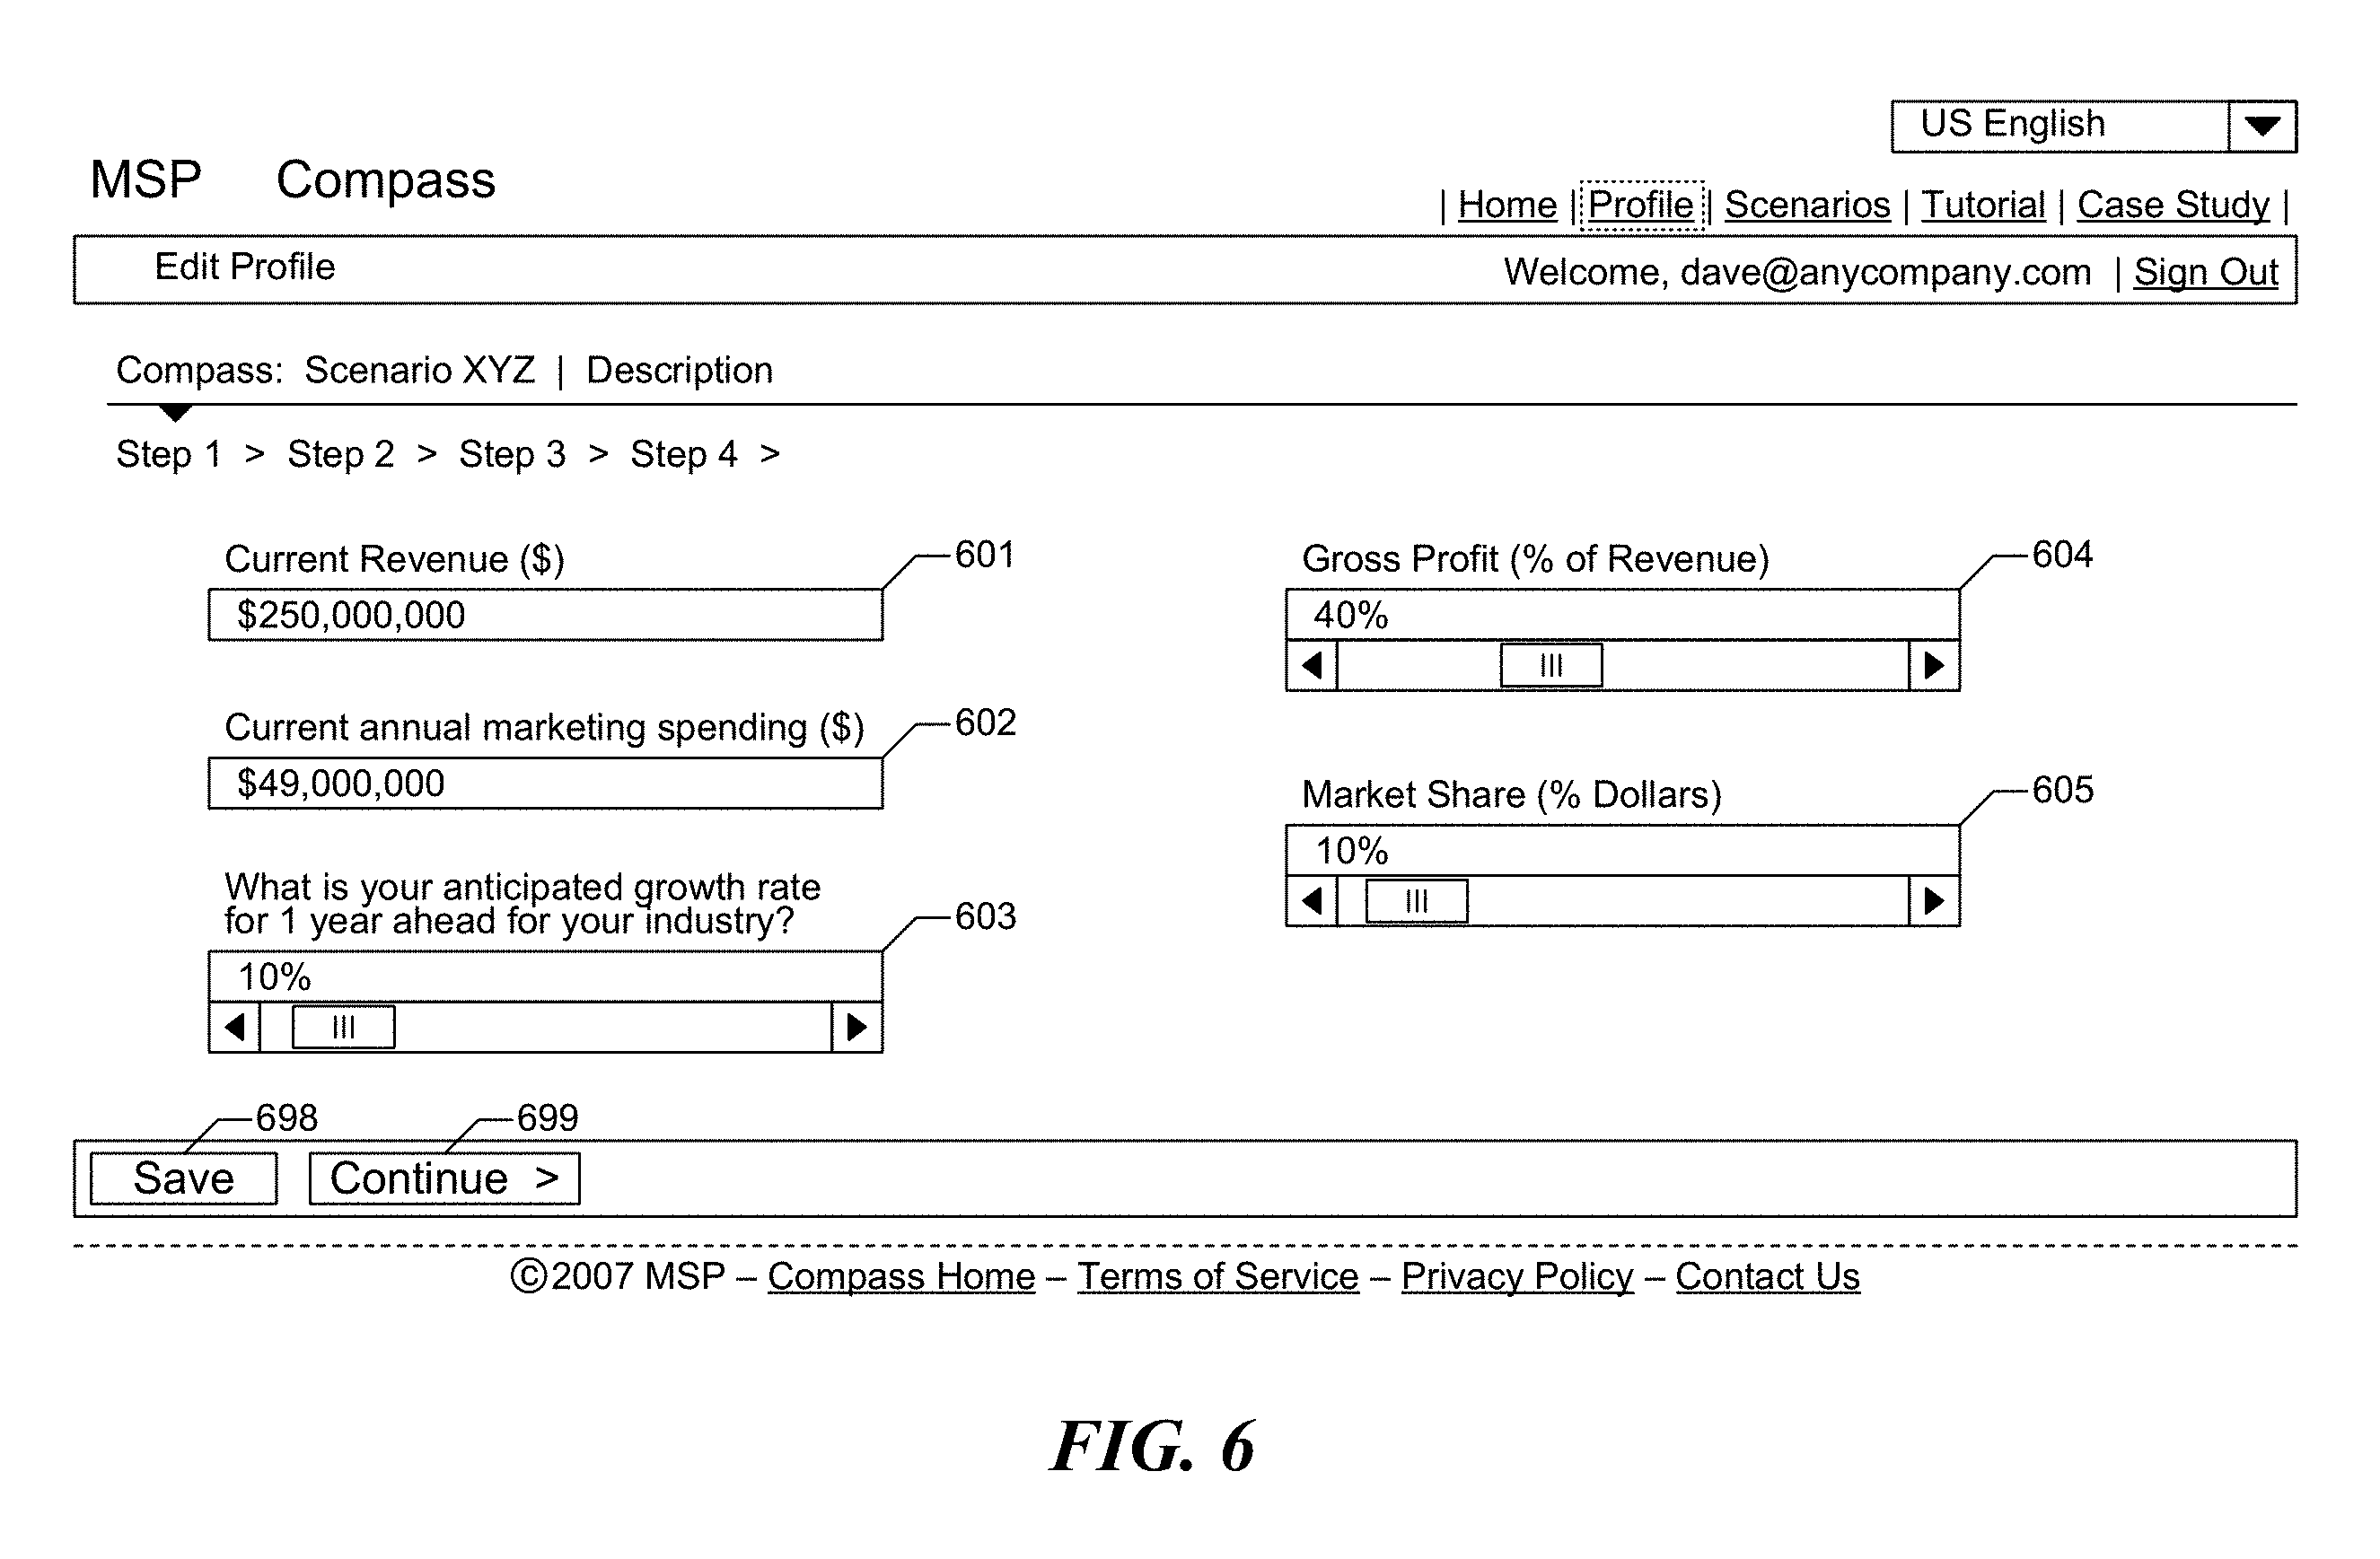 US English
MSP Compass
| Home | Profile | Scenarios | Tutorial | Case Study |
Edit Profile
Welcome, dave@anycompany.com | Sign Out
Compass: Scenario XYZ | Description
Step 1 > Step 2 > Step 3 > Step 4 >
Current Revenue ($)
601
$250,000,000
Current annual marketing spending ($)
602
$49,000,000
What is your anticipated growth rate
for 1 year ahead for your industry?
603
10%
Gross Profit (% of Revenue)
604
40%
Market Share (% Dollars)
605
10%
698
699
Save
Continue >
©2007 MSP – Compass Home – Terms of Service – Privacy Policy – Contact Us
FIG. 6